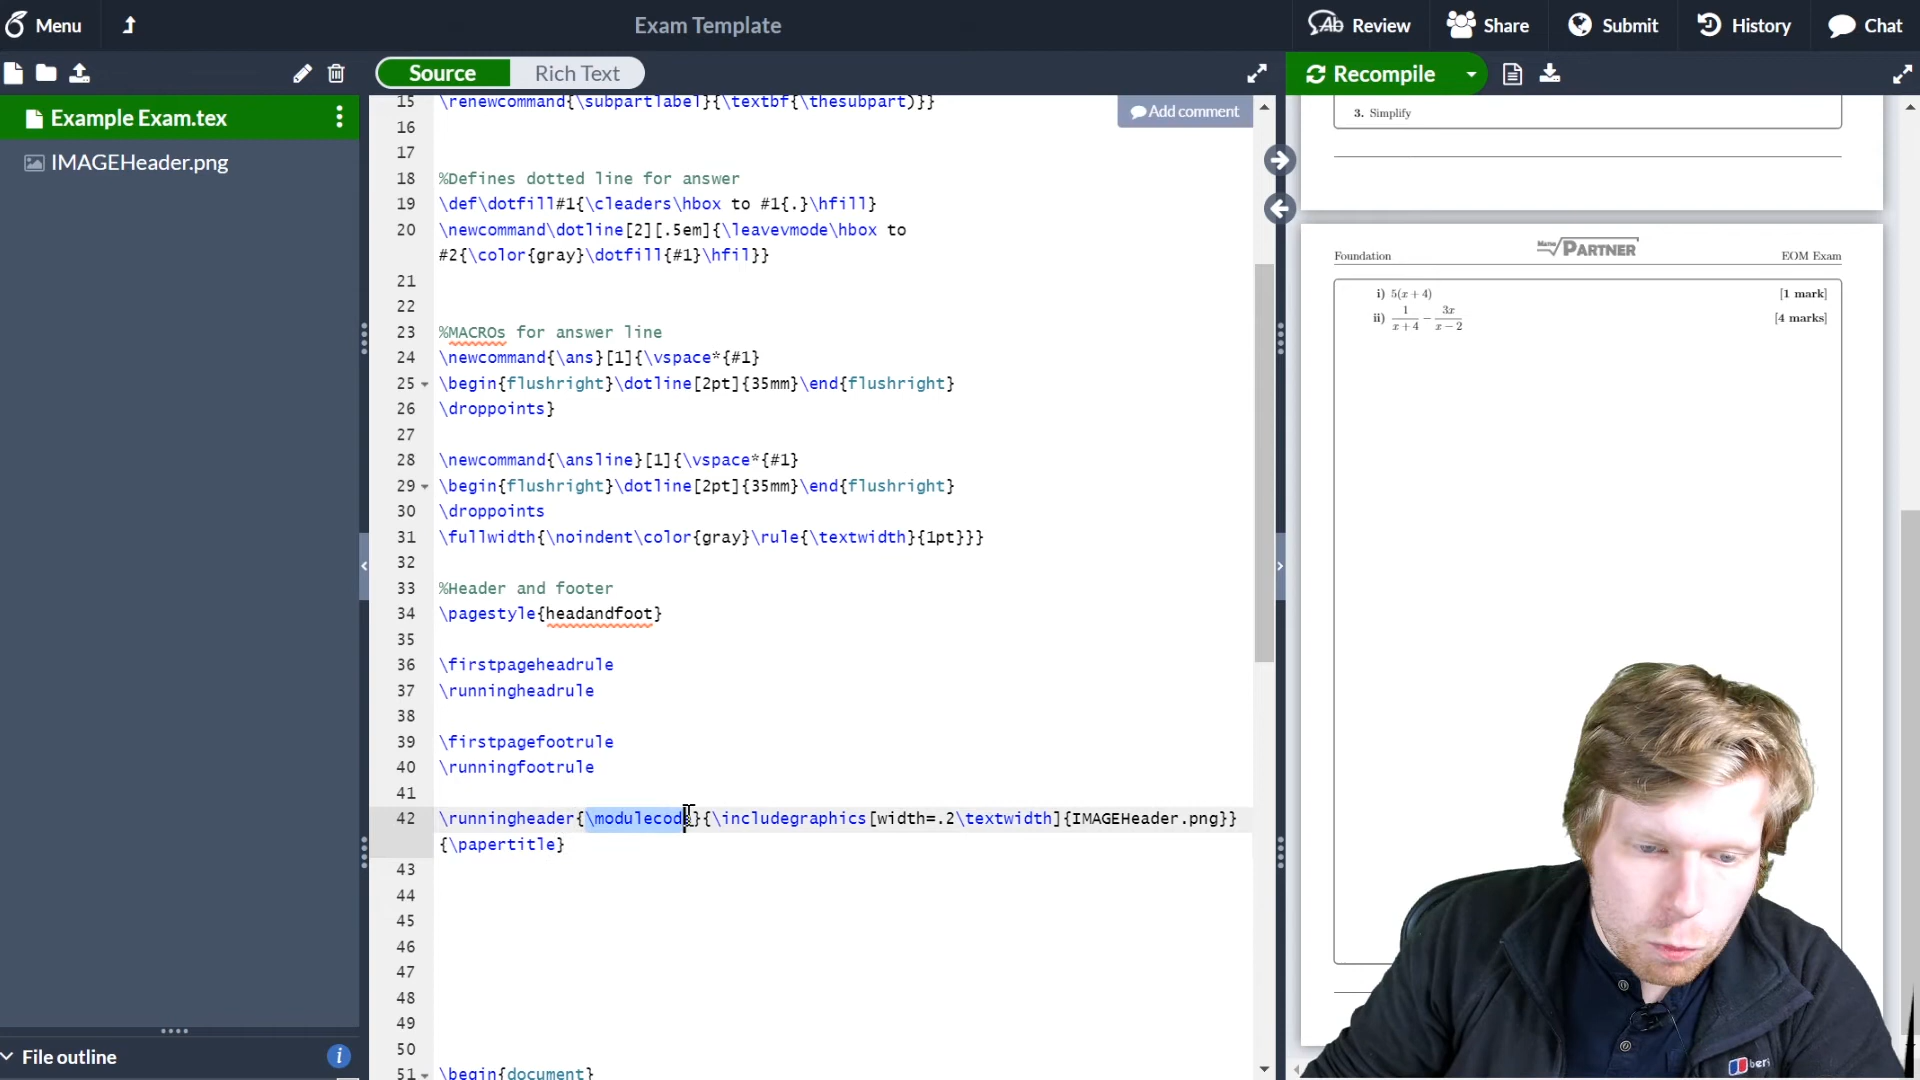 Menu
Exam Template
Review
Share
Submit
History
Chat
Source
Rich Text
Recompile
Example Exam.tex
IMAGEHeader.png
Add comment
15 \renewcommand{\subpartlabel}{\textbf{\thesubpart)}}
16
17
18 %Defines dotted line for answer
19 \def\dotfill#1{\cleaders\hbox to #1{.}\hfill}
20 \newcommand\dotline[2][.5em]{\leavevmode\hbox to
#2{\color{gray}\dotfill{#1}\hfil}}
21
22
23 %MACROs for answer line
24 \newcommand{\ans}[1]{\vspace*{#1}
25 \begin{flushright}\dotline[2pt]{35mm}\end{flushright}
26 \droppoints}
27
28 \newcommand{\ansline}[1]{\vspace*{#1}
29 \begin{flushright}\dotline[2pt]{35mm}\end{flushright}
30 \droppoints
31 \fullwidth{\noindent\color{gray}\rule{\textwidth}{1pt}}}
32
33 %Header and footer
34 \pagestyle{headandfoot}
35
36 \firstpageheadrule
37 \runningheadrule
38
39 \firstpagefootrule
40 \runningfootrule
41
42 \runningheader{\modulecode}{\includegraphics[width=.2\textwidth]{IMAGEHeader.png}}
{\papertitle}
43
44
45
46
47
48
49
50
51 \begin{document}
File outline
3. Simplify
Foundation
PARTNER
EOM Exam
i) 5(x + 4) [1 mark]
ii) 1/(x + 4) − 3x/(x − 2) [4 marks]